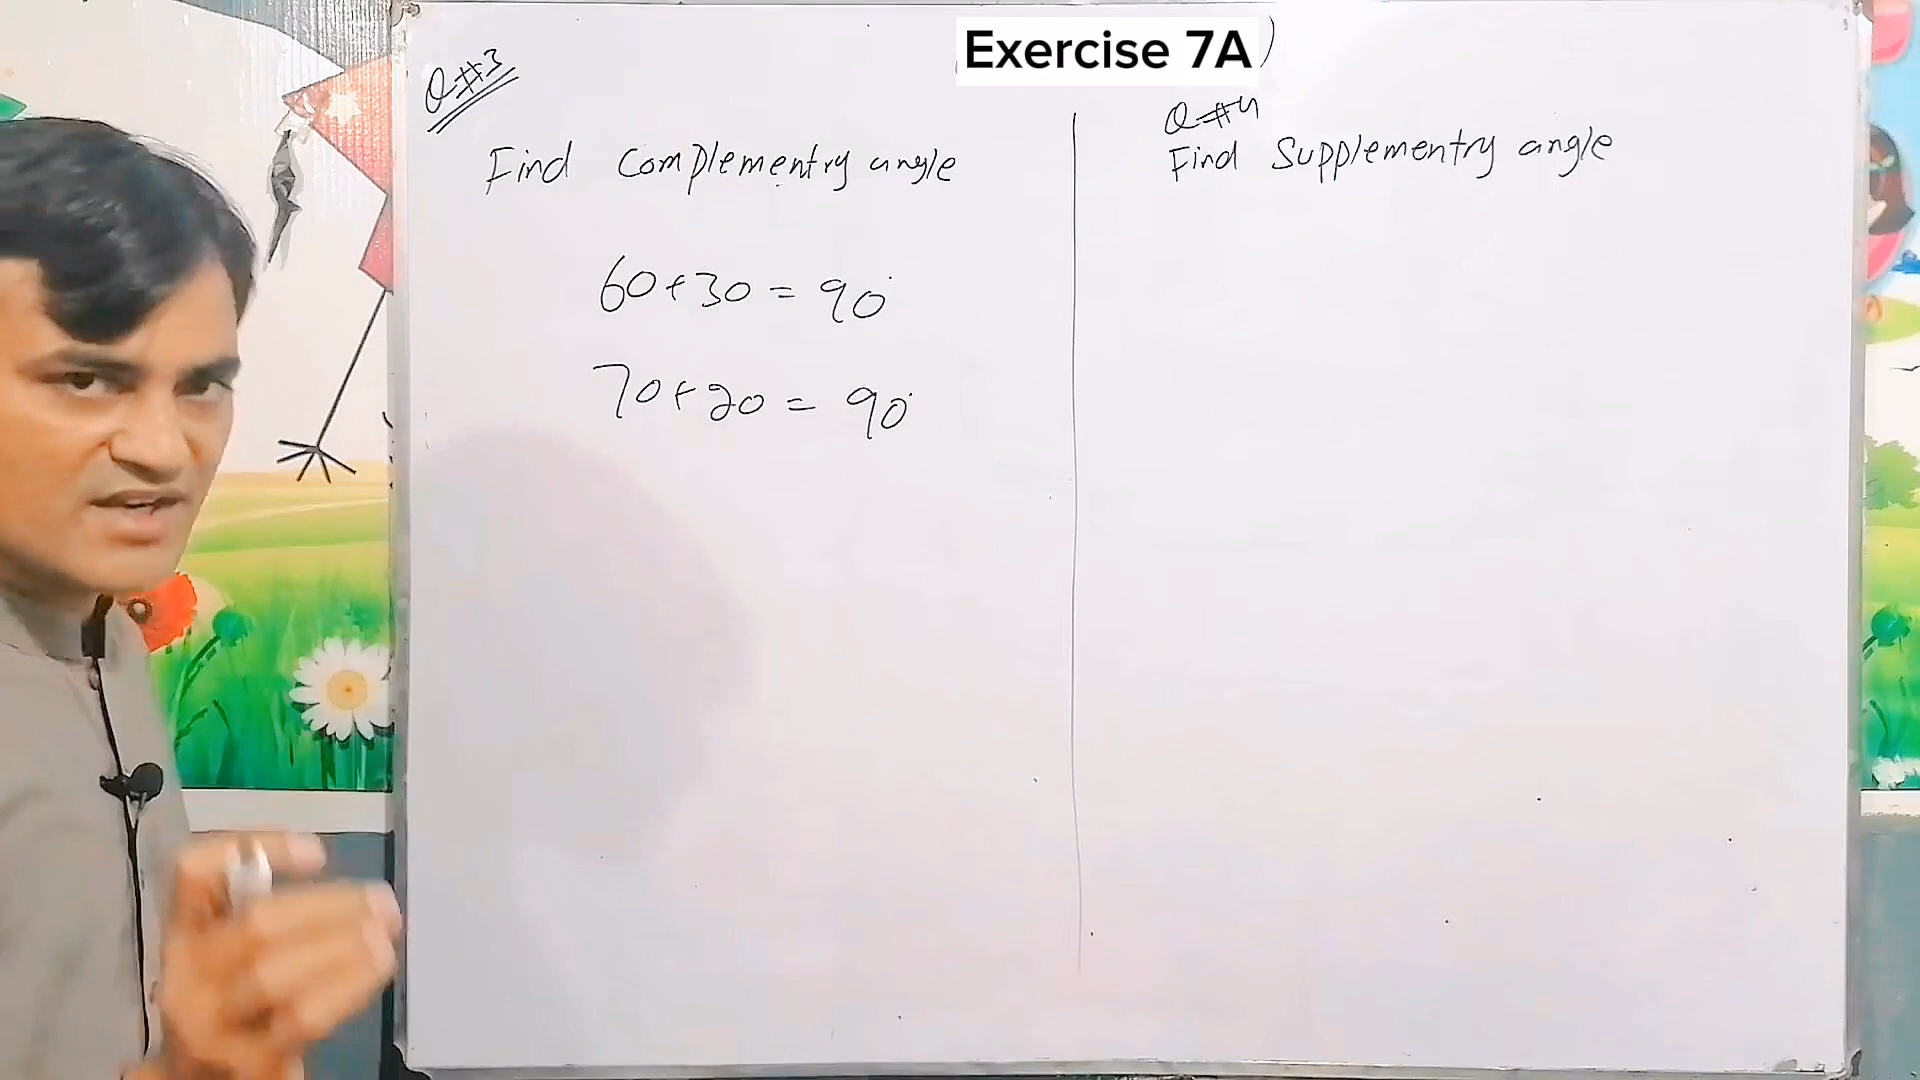 Exercise 7A
Q#3
Find Complementry angle
60+30 = 90°
70+20 = 90°
Q#4
Find Supplementry angle